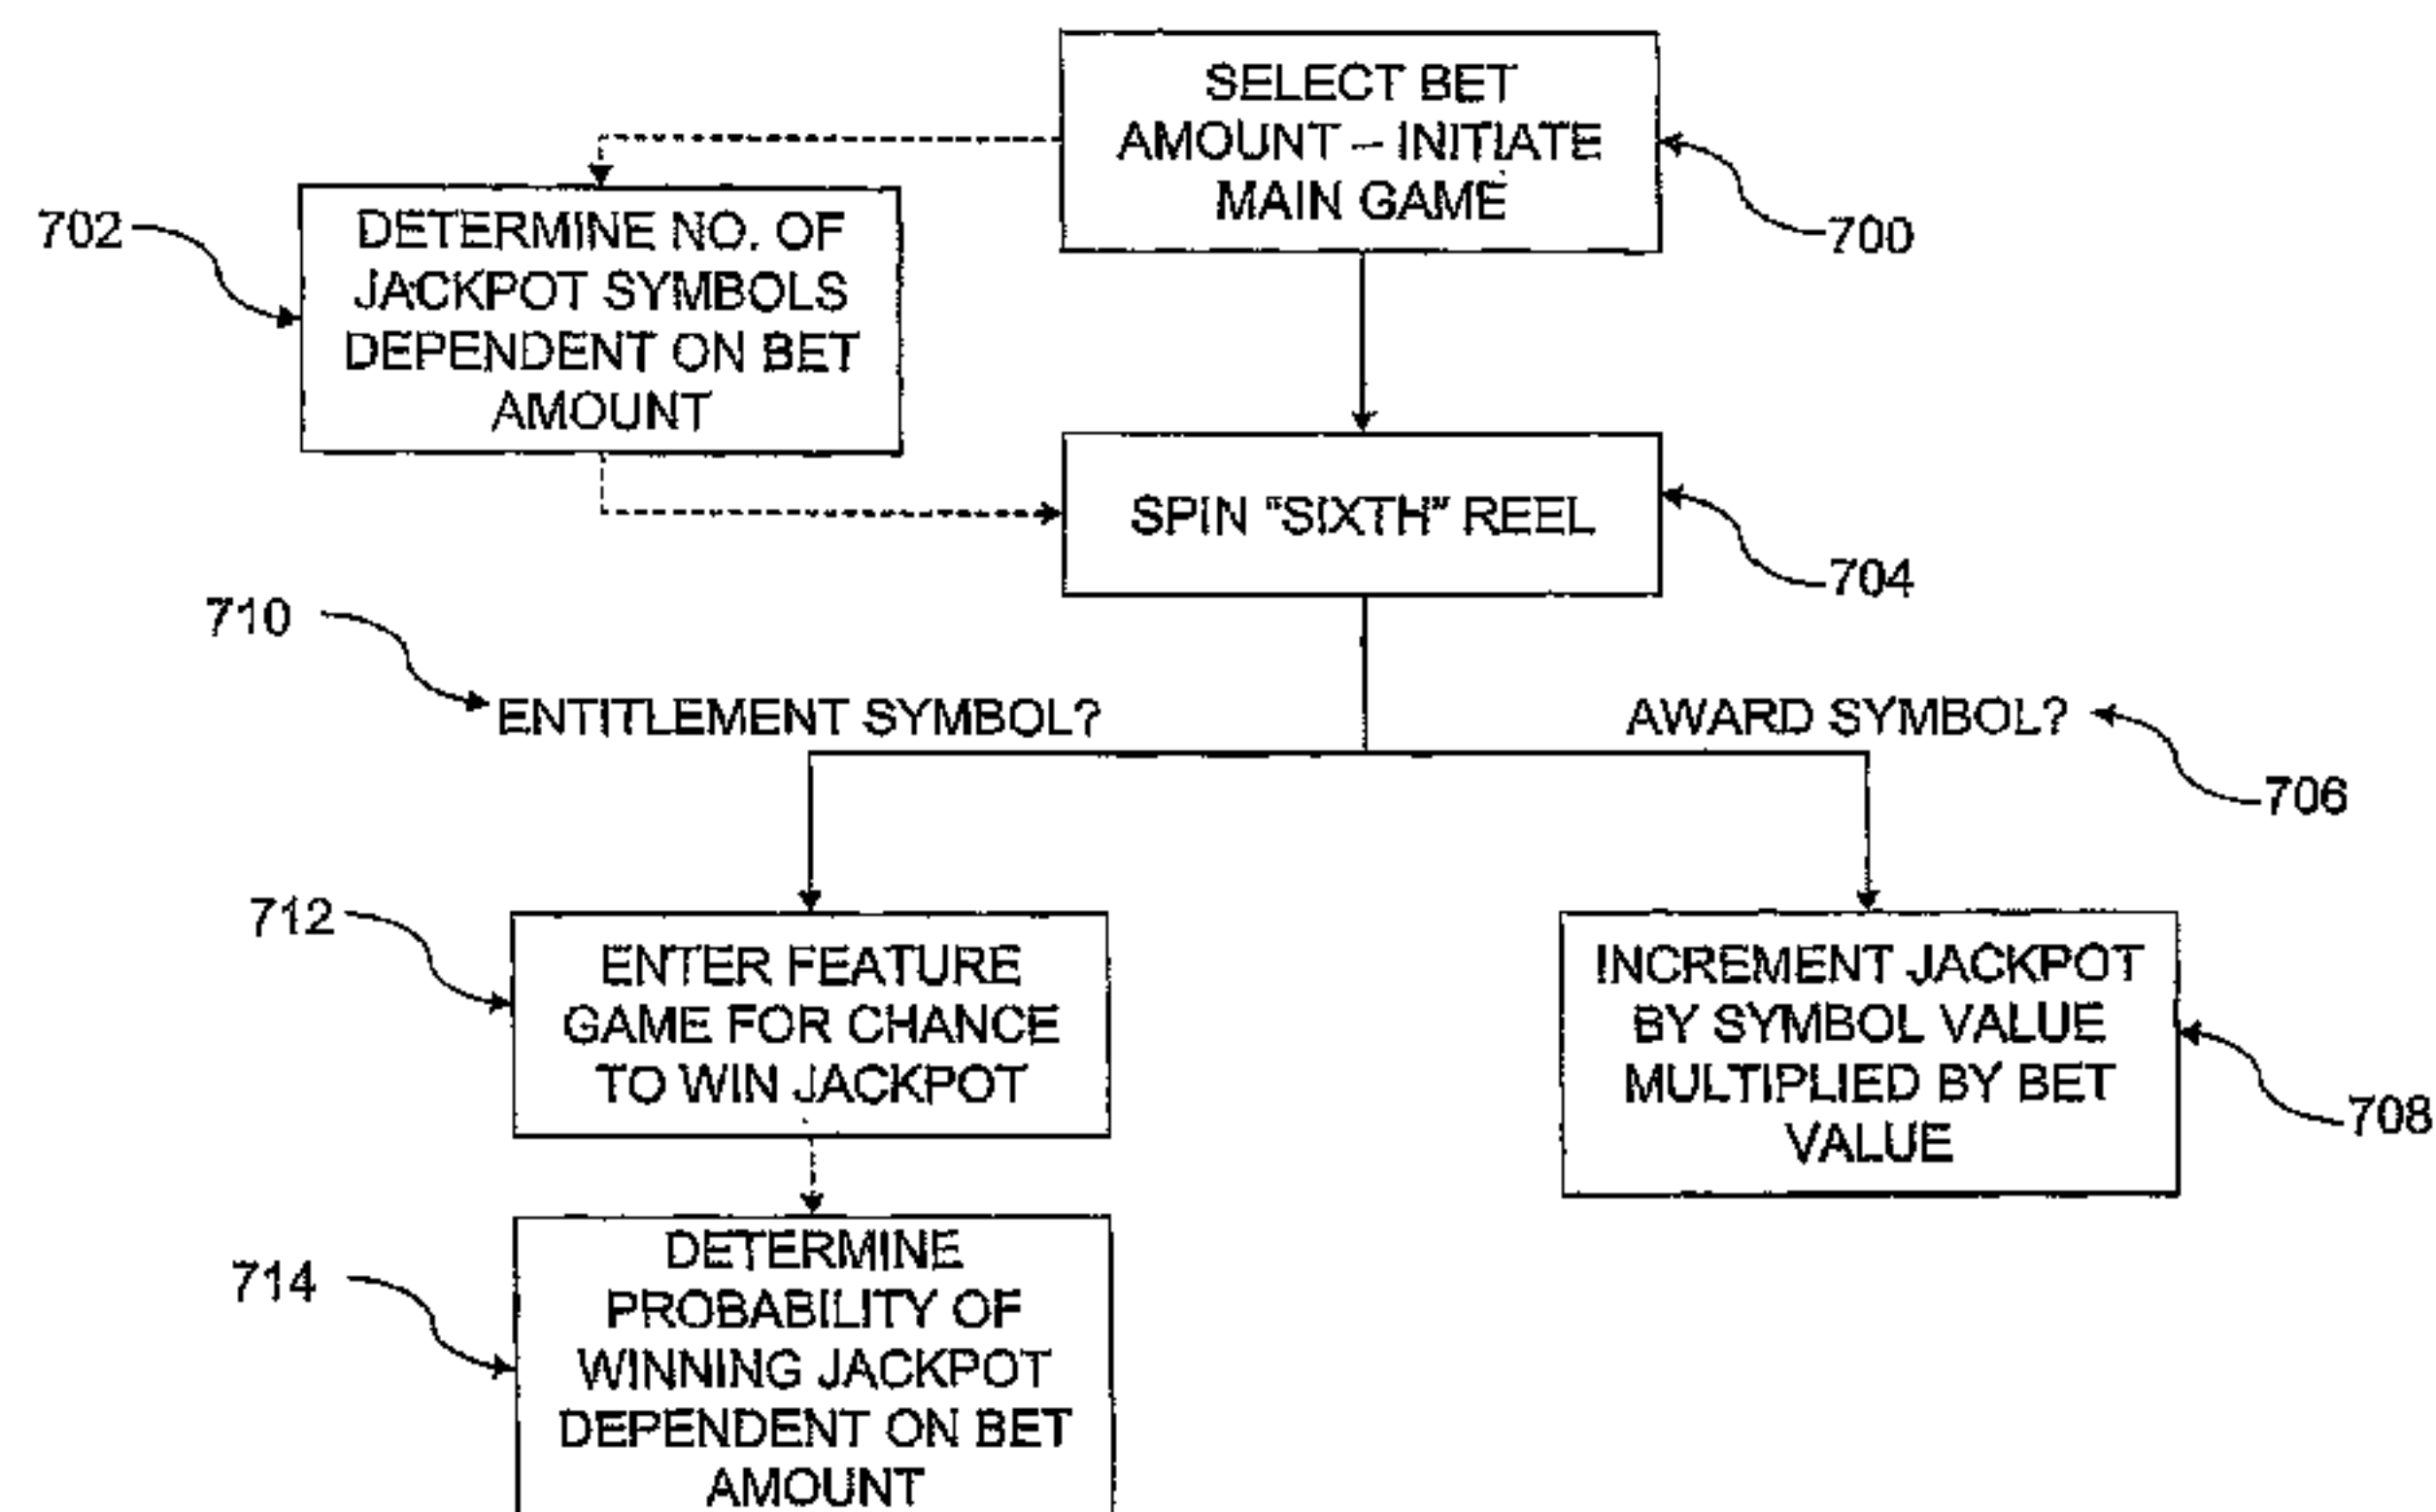 SELECT BET
AMOUNT – INITIATE
MAIN GAME
700
702
DETERMINE NO. OF
JACKPOT SYMBOLS
DEPENDENT ON BET
AMOUNT
SPIN "SIXTH" REEL
704
710
ENTITLEMENT SYMBOL?
AWARD SYMBOL?
706
712
ENTER FEATURE
GAME FOR CHANCE
TO WIN JACKPOT
INCREMENT JACKPOT
BY SYMBOL VALUE
MULTIPLIED BY BET
VALUE
708
714
DETERMINE
PROBABILITY OF
WINNING JACKPOT
DEPENDENT ON BET
AMOUNT